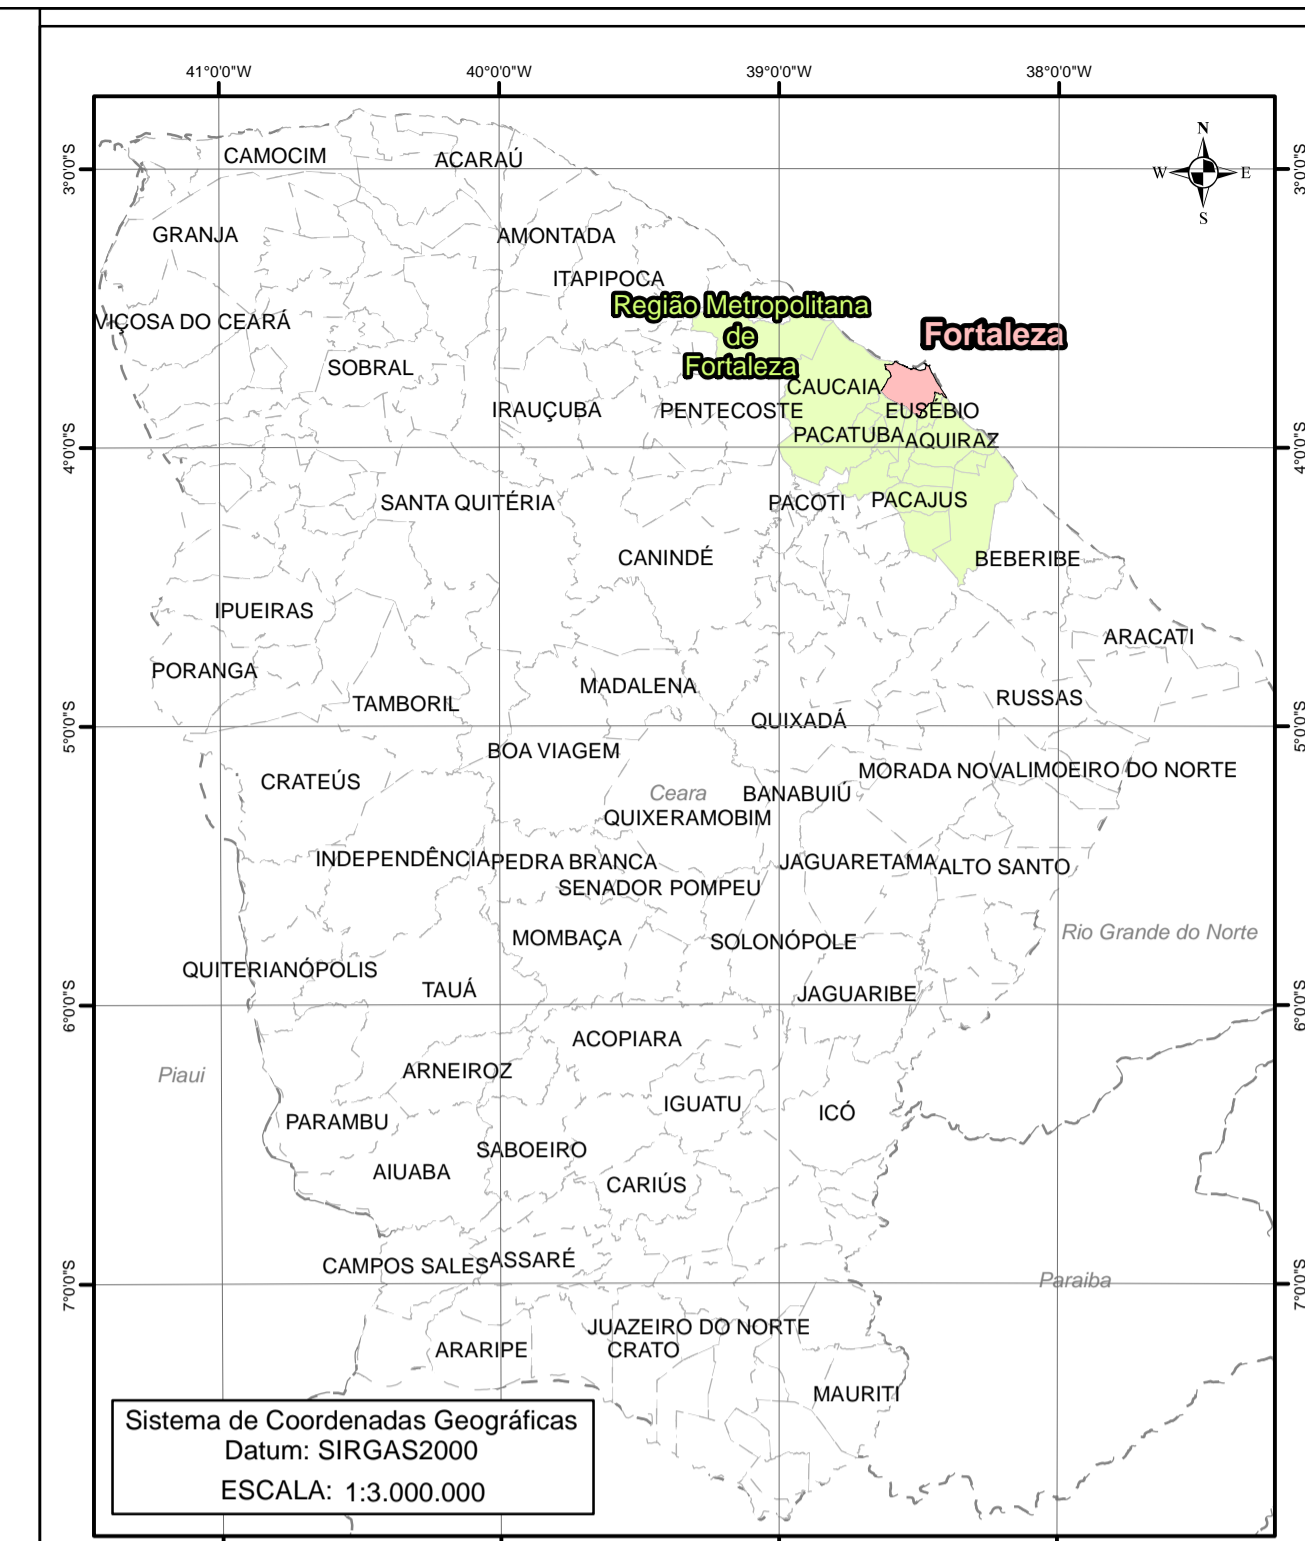 41°0'0"W 40°0'0"W 39°0'0"W 38°0'0"W
N
W E
S
3°0'0"S 3°0'0"S
CAMOCIM
ACARAÚ
GRANJA
AMONTADA
ITAPIPOCA
Região Metropolitana
de
Fortaleza
Fortaleza
VIÇOSA DO CEARÁ
SOBRAL
CAUCAIA
IRAUÇUBA
PENTECOSTE
EUSÉBIO
PACATUBA
AQUIRAZ
4°0'0"S 4°0'0"S
SANTA QUITÉRIA
PACOTI
PACAJUS
CANINDÉ
BEBERIBE
IPUEIRAS
ARACATI
PORANGA
MADALENA
TAMBORIL
RUSSAS
QUIXADÁ
5°0'0"S 5°0'0"S
BOA VIAGEM
MORADA NOVA
LIMOEIRO DO NORTE
CRATEÚS
Ceara
BANABUIÚ
QUIXERAMOBIM
INDEPENDÊNCIA
PEDRA BRANCA
JAGUARETAMA
ALTO SANTO
SENADOR POMPEU
MOMBAÇA
SOLONÓPOLE
Rio Grande do Norte
QUITERIANÓPOLIS
TAUÁ
JAGUARIBE
6°0'0"S 6°0'0"S
ACOPIARA
Piaui
ARNEIROZ
IGUATU
ICÓ
PARAMBU
SABOEIRO
AIUABA
CARIÚS
CAMPOS SALES
ASSARÉ
7°0'0"S 7°0'0"S
Paraiba
JUAZEIRO DO NORTE
ARARIPE
CRATO
MAURITI
Sistema de Coordenadas Geográficas
Datum: SIRGAS2000
ESCALA: 1:3.000.000